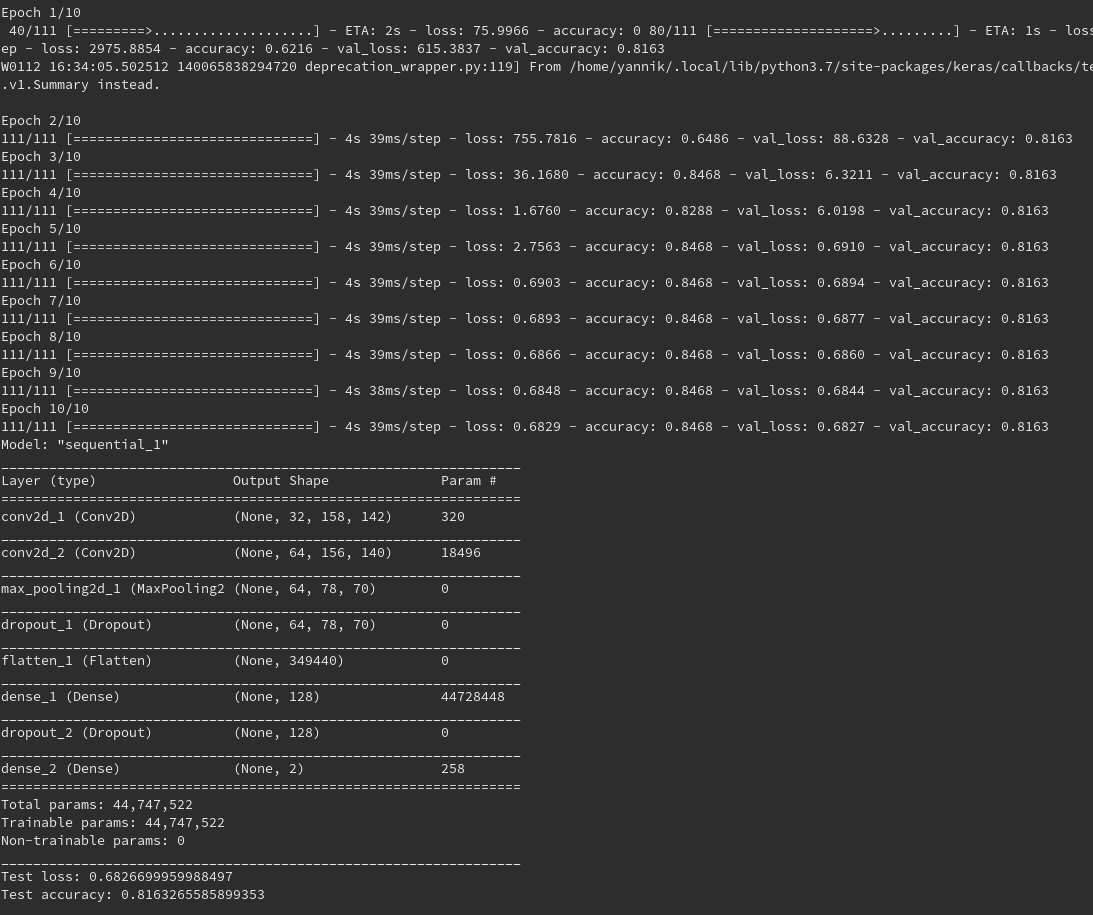 Epoch 1/10
 40/111 [=========>....................] - ETA: 2s - loss: 75.9966 - accuracy: 0 80/111 [====================>.........] - ETA: 1s - loss
ep - loss: 2975.8854 - accuracy: 0.6216 - val_loss: 615.3837 - val_accuracy: 0.8163
W0112 16:34:05.502512 140065838294720 deprecation_wrapper.py:119] From /home/yannik/.local/lib/python3.7/site-packages/keras/callbacks/te
.v1.Summary instead.

Epoch 2/10
111/111 [==============================] - 4s 39ms/step - loss: 755.7816 - accuracy: 0.6486 - val_loss: 88.6328 - val_accuracy: 0.8163
Epoch 3/10
111/111 [==============================] - 4s 39ms/step - loss: 36.1680 - accuracy: 0.8468 - val_loss: 6.3211 - val_accuracy: 0.8163
Epoch 4/10
111/111 [==============================] - 4s 39ms/step - loss: 1.6760 - accuracy: 0.8288 - val_loss: 6.0198 - val_accuracy: 0.8163
Epoch 5/10
111/111 [==============================] - 4s 39ms/step - loss: 2.7563 - accuracy: 0.8468 - val_loss: 0.6910 - val_accuracy: 0.8163
Epoch 6/10
111/111 [==============================] - 4s 39ms/step - loss: 0.6903 - accuracy: 0.8468 - val_loss: 0.6894 - val_accuracy: 0.8163
Epoch 7/10
111/111 [==============================] - 4s 39ms/step - loss: 0.6893 - accuracy: 0.8468 - val_loss: 0.6877 - val_accuracy: 0.8163
Epoch 8/10
111/111 [==============================] - 4s 39ms/step - loss: 0.6866 - accuracy: 0.8468 - val_loss: 0.6860 - val_accuracy: 0.8163
Epoch 9/10
111/111 [==============================] - 4s 38ms/step - loss: 0.6848 - accuracy: 0.8468 - val_loss: 0.6844 - val_accuracy: 0.8163
Epoch 10/10
111/111 [==============================] - 4s 39ms/step - loss: 0.6829 - accuracy: 0.8468 - val_loss: 0.6827 - val_accuracy: 0.8163
Model: "sequential_1"
_________________________________________________________________
Layer (type)                 Output Shape              Param #
=================================================================
conv2d_1 (Conv2D)            (None, 32, 158, 142)      320
_________________________________________________________________
conv2d_2 (Conv2D)            (None, 64, 156, 140)      18496
_________________________________________________________________
max_pooling2d_1 (MaxPooling2 (None, 64, 78, 70)        0
_________________________________________________________________
dropout_1 (Dropout)          (None, 64, 78, 70)        0
_________________________________________________________________
flatten_1 (Flatten)          (None, 349440)            0
_________________________________________________________________
dense_1 (Dense)              (None, 128)               44728448
_________________________________________________________________
dropout_2 (Dropout)          (None, 128)               0
_________________________________________________________________
dense_2 (Dense)              (None, 2)                 258
=================================================================
Total params: 44,747,522
Trainable params: 44,747,522
Non-trainable params: 0
_________________________________________________________________
Test loss: 0.6826699959988497
Test accuracy: 0.8163265585899353